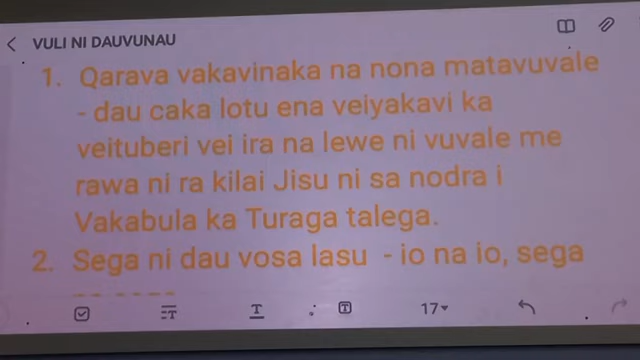 VULI NI DAUVUNAU
1. Qarava vakavinaka na nona matavuvale
- dau caka lotu ena veiyakavi ka
veituberi vei ira na lewe ni vuvale me
rawa ni ra kilai Jisu ni sa nodra i
Vakabula ka Turaga talega.
2. Sega ni dau vosa lasu - io na io, sega
17